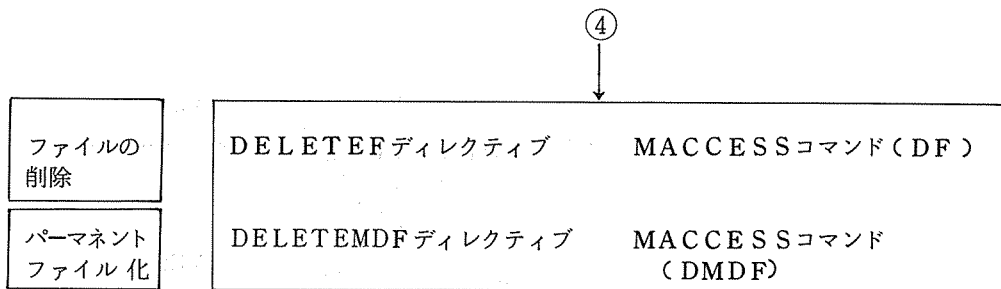 ④
ファイルの
削除
DELETEFディレクティブ
MACCESSコマンド(DF)
パーマネント
ファイル 化
DELETEMDFディレクティブ
MACCESSコマンド
(DMDF)